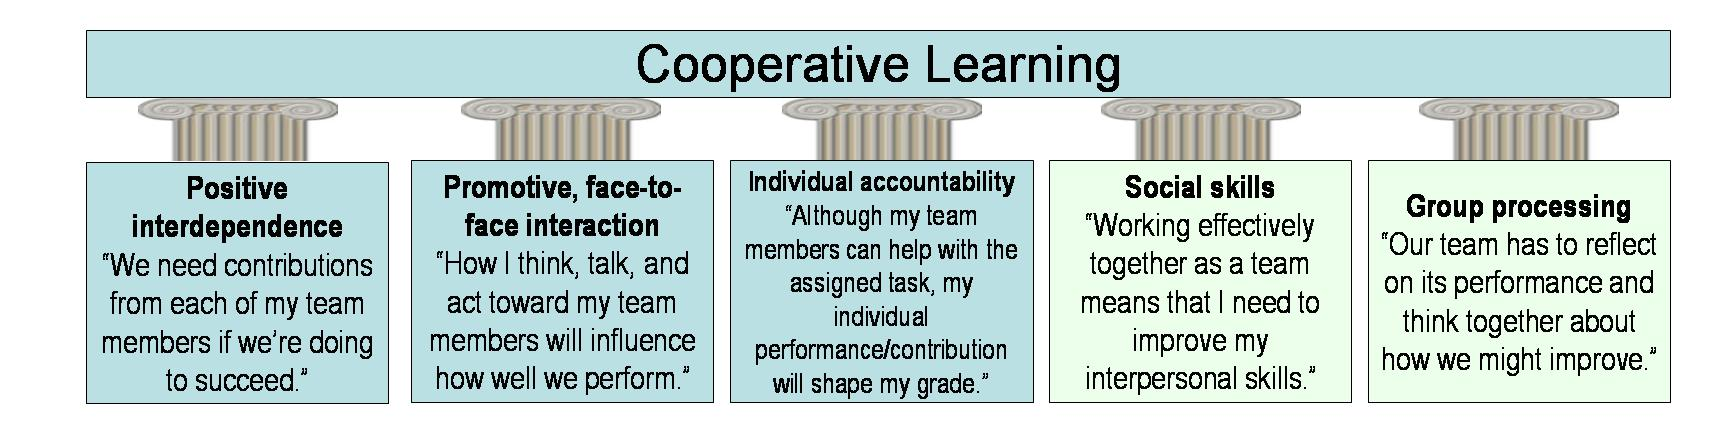 Cooperative Learning
Positive
interdependence
“We need contributions
from each of my team
members if we’re doing
to succeed.”
Promotive, face-to-
face interaction
“How I think, talk, and
act toward my team
members will influence
how well we perform.”
Individual accountability
“Although my team
members can help with the
assigned task, my
individual
performance/contribution
will shape my grade.”
Social skills
“Working effectively
together as a team
means that I need to
improve my
interpersonal skills.”
Group processing
“Our team has to reflect
on its performance and
think together about
how we might improve.”